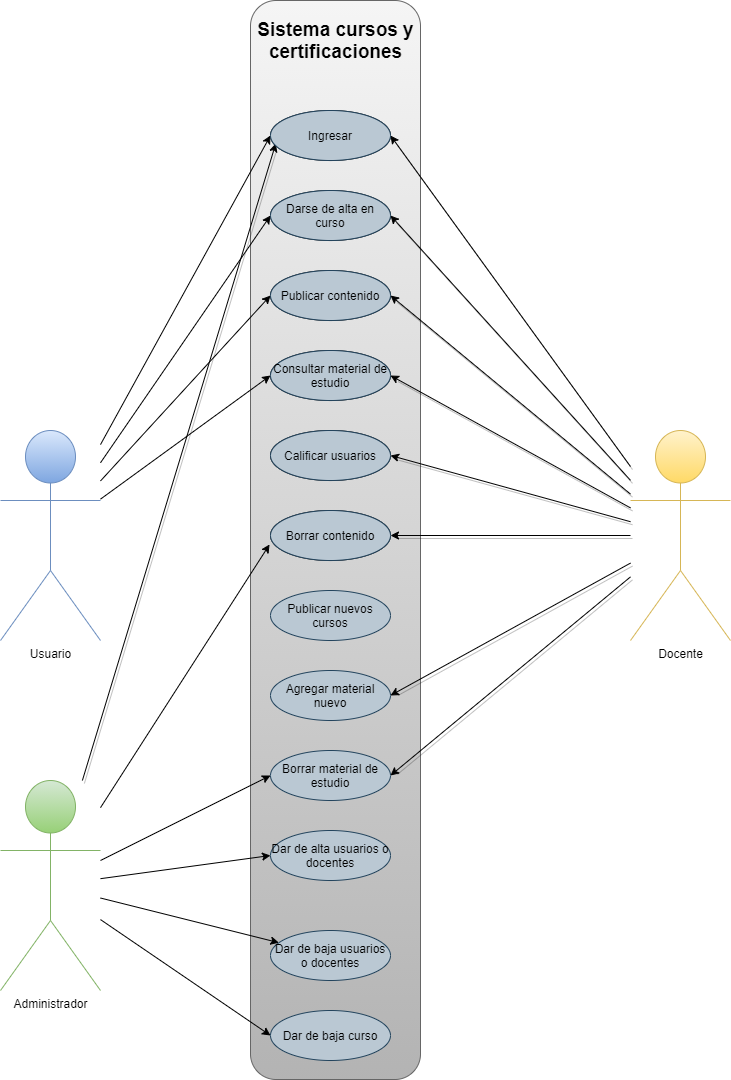 Sistema cursos y
certificaciones
Ingresar
Darse de alta en
curso
Publicar contenido
Consultar material de
estudio
Calificar usuarios
Borrar contenido
Publicar nuevos
cursos
Usuario
Docente
Agregar material
nuevo
Borrar material de
estudio
Dar de alta usuarios o
docentes
Dar de baja usuarios
o docentes
Administrador
Dar de baja curso